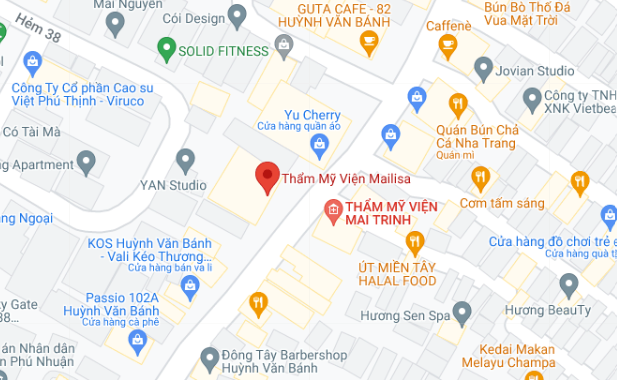 Mai Nguyen
Cói Design
GUTA CAFE - 82
HUỲNH VĂN BÁNH
Caffenè
Bún Bò Thố Đá
Vua Mặt Trời
Hẻm 38
SOLID FITNESS
Jovian Studio
Công Ty Cổ phần Cao su
Việt Phú Thịnh - Viruco
Công ty TNH
XNK Vietbea
Yu Cherry
Cửa hàng quần áo
Có Tài Mà
Quán Bún Chả
Cá Nha Trang
Quán mì
ng Apartment
YAN Studio
Thẩm Mỹ Viện Mailisa
THẨM MỸ VIỆN
MAI TRINH
Cơm tấm sáng
ng Ngoại
KOS Huỳnh Văn Bánh
- Vali Kéo Thương...
Cửa hàng bán va li
Cửa hàng đồ chơi trẻ e
Cửa hàng quà tặ
ÚT MIỀN TÂY
HALAL FOOD
ky Gate
38...
Passio 102A
Huỳnh Văn Bánh
Cửa hàng cà phê
Hương Sen Spa
Hương BeauTy
án Nhân dân
n Phú Nhuận
Đông Tây Barbershop
Huỳnh Văn Bánh
Kedai Makan
Melayu Champa